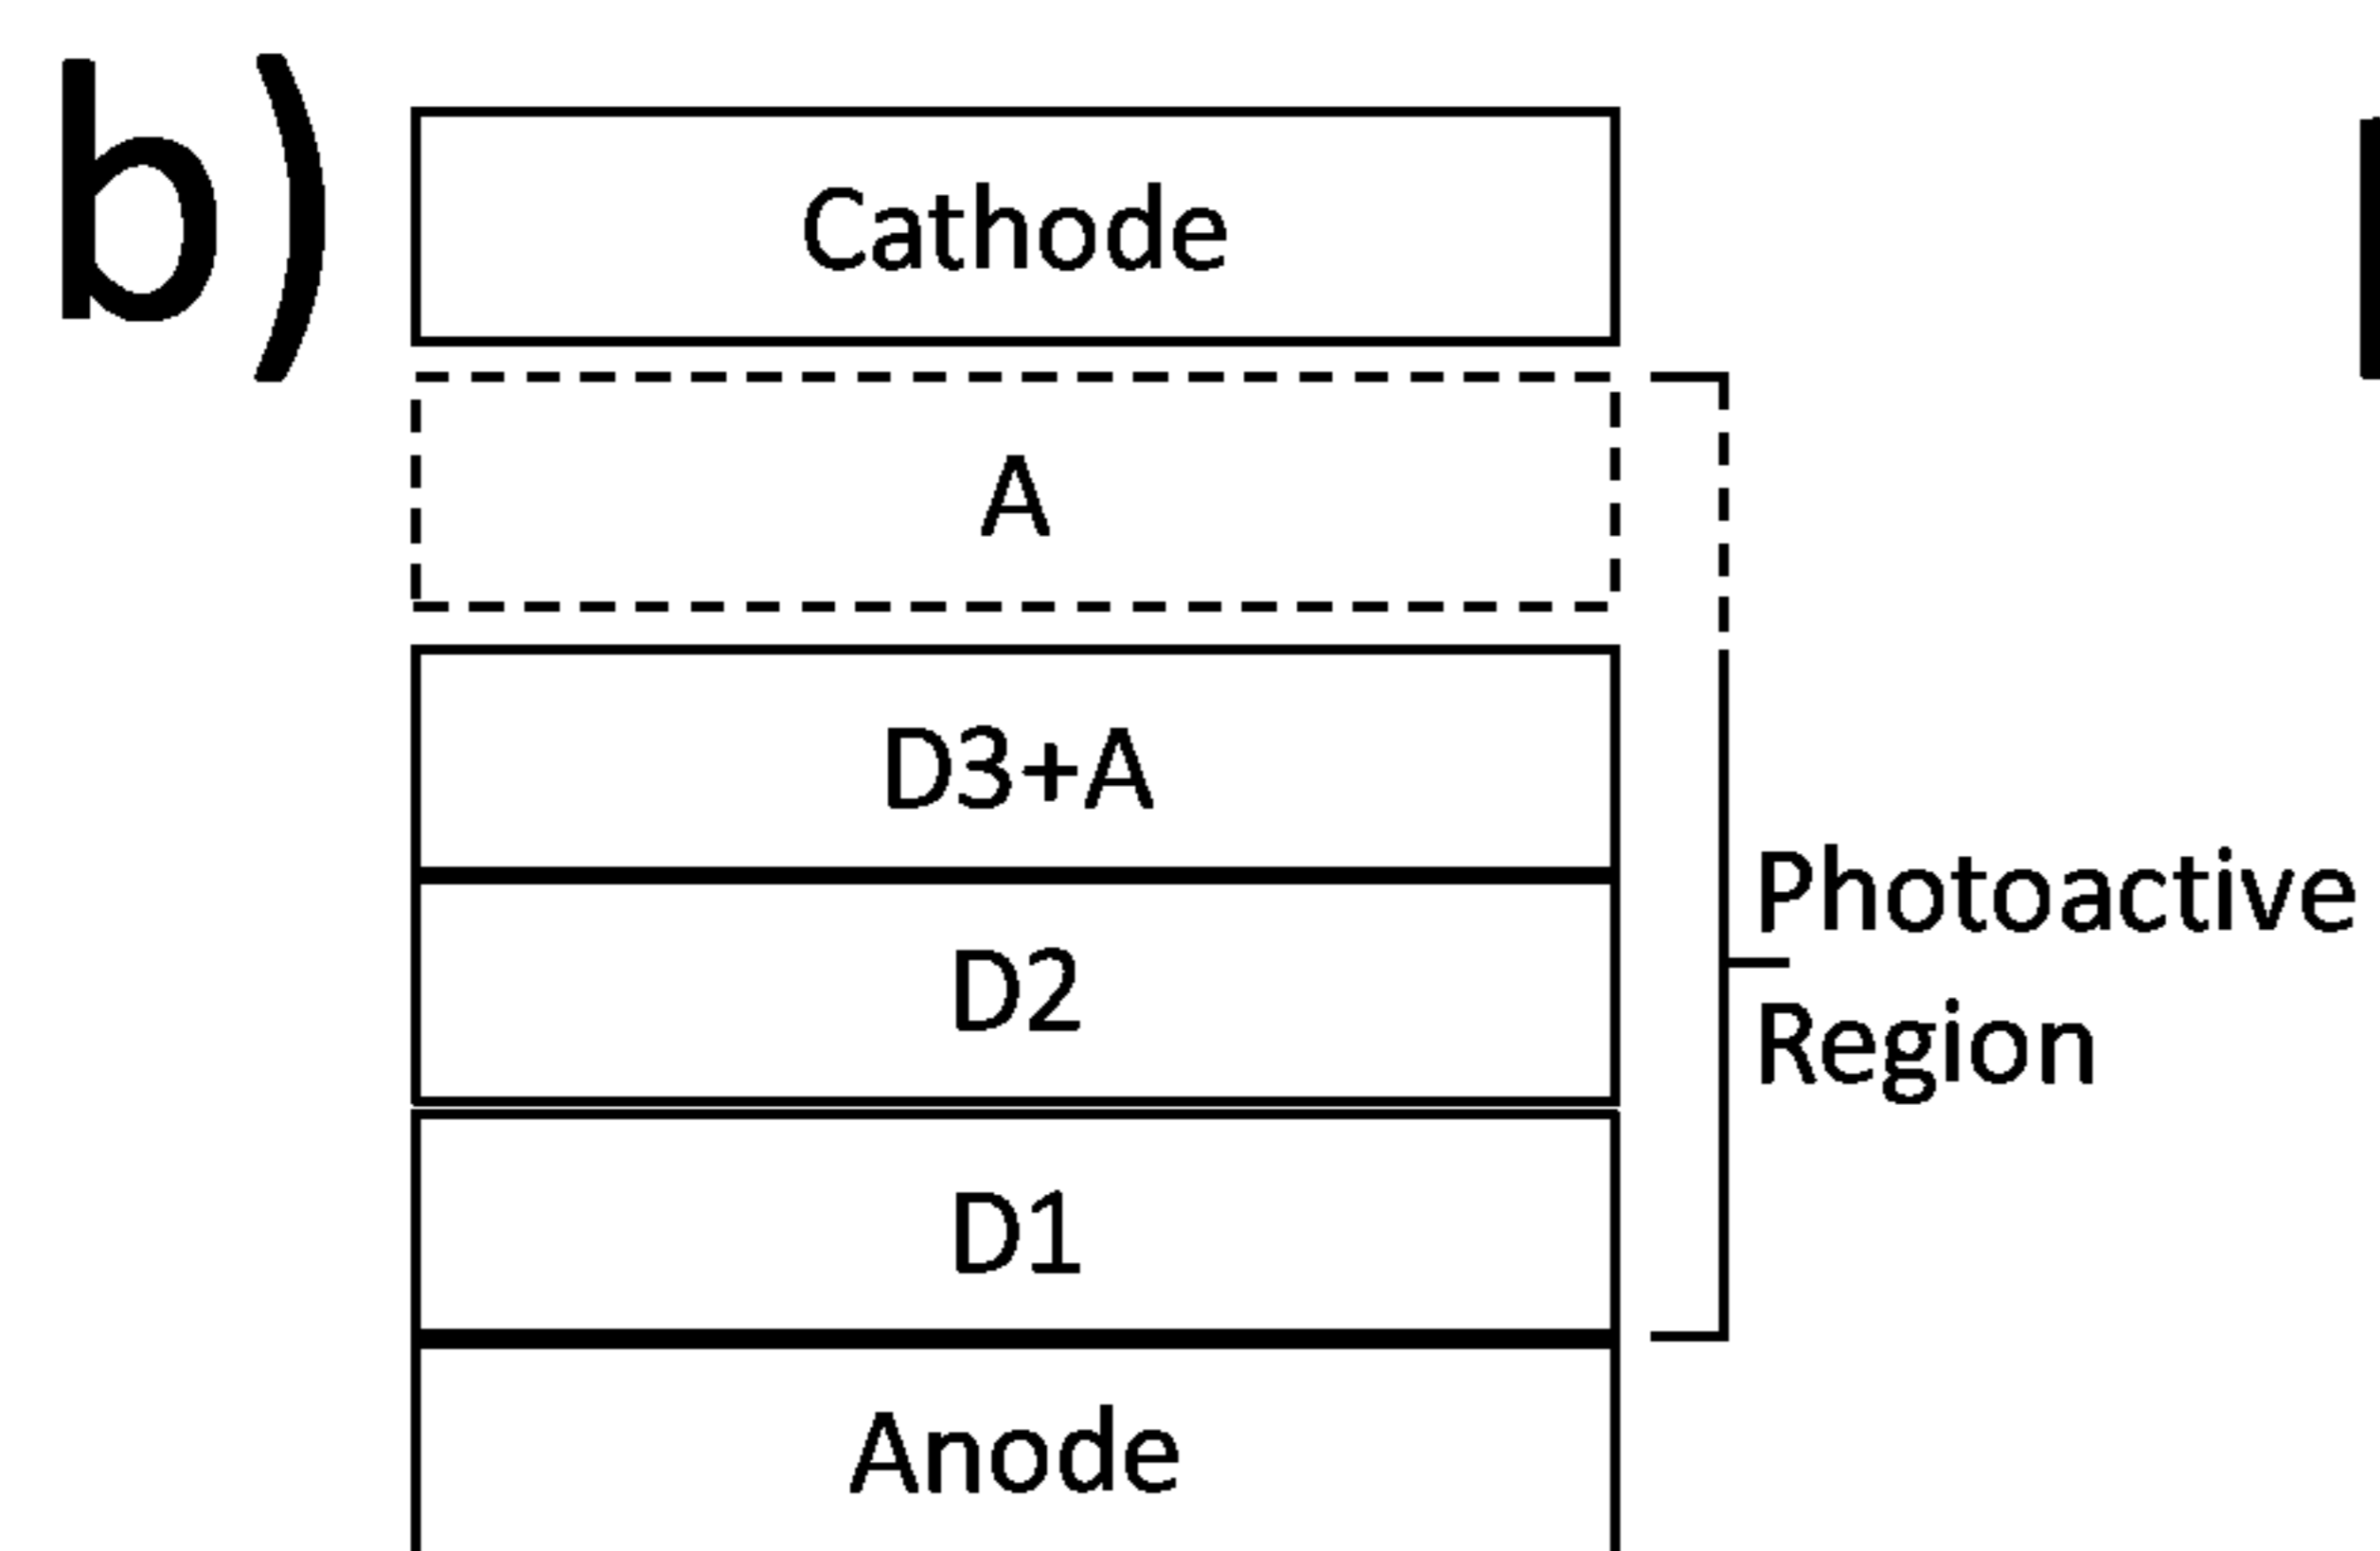 b)
Cathode
A
D3+A
D2
D1
Anode
Photoactive
Region